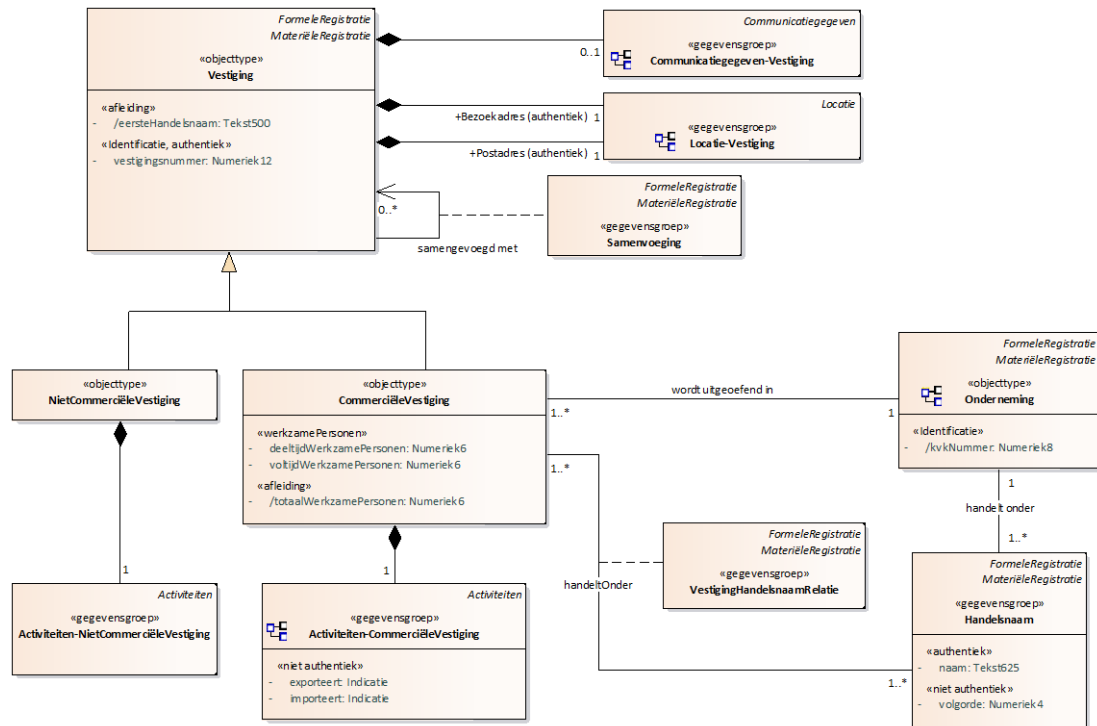 FormeleRegistratie
MateriëleRegistratie
«objecttype»
Vestiging
«afleiding»
- /eersteHandelsnaam: Tekst500
«Identificatie, authentiek»
- vestigingsnummer: Numeriek12
Communicatiegegeven
«gegevensgroep»
Communicatiegegeven-Vestiging
0..1
+Bezoekadres (authentiek)
1
+Postadres (authentiek)
1
Locatie
«gegevensgroep»
Locatie-Vestiging
0..*
samengevoegd met
FormeleRegistratie
MateriëleRegistratie
«gegevensgroep»
Samenvoeging
«objecttype»
NietCommerciëleVestiging
«objecttype»
CommerciëleVestiging
«werkzamePersonen»
- deeltijdWerkzamePersonen: Numeriek6
- voltijdWerkzamePersonen: Numeriek6
«afleiding»
- /totaalWerkzamePersonen: Numeriek6
wordt uitgeoefend in
1..*
1
1..*
FormeleRegistratie
MateriëleRegistratie
«objecttype»
Onderneming
«Identificatie»
- /kvkNummer: Numeriek8
1
handelt onder
1..*
FormeleRegistratie
MateriëleRegistratie
«gegevensgroep»
VestigingHandelsnaamRelatie
handeltOnder
1..*
FormeleRegistratie
MateriëleRegistratie
«gegevensgroep»
Handelsnaam
«authentiek»
- naam: Tekst625
«niet authentiek»
- volgorde: Numeriek4
1
Activiteiten
«gegevensgroep»
Activiteiten-NietCommerciëleVestiging
1
Activiteiten
«gegevensgroep»
Activiteiten-CommerciëleVestiging
«niet authentiek»
- exporteert: Indicatie
- importeert: Indicatie